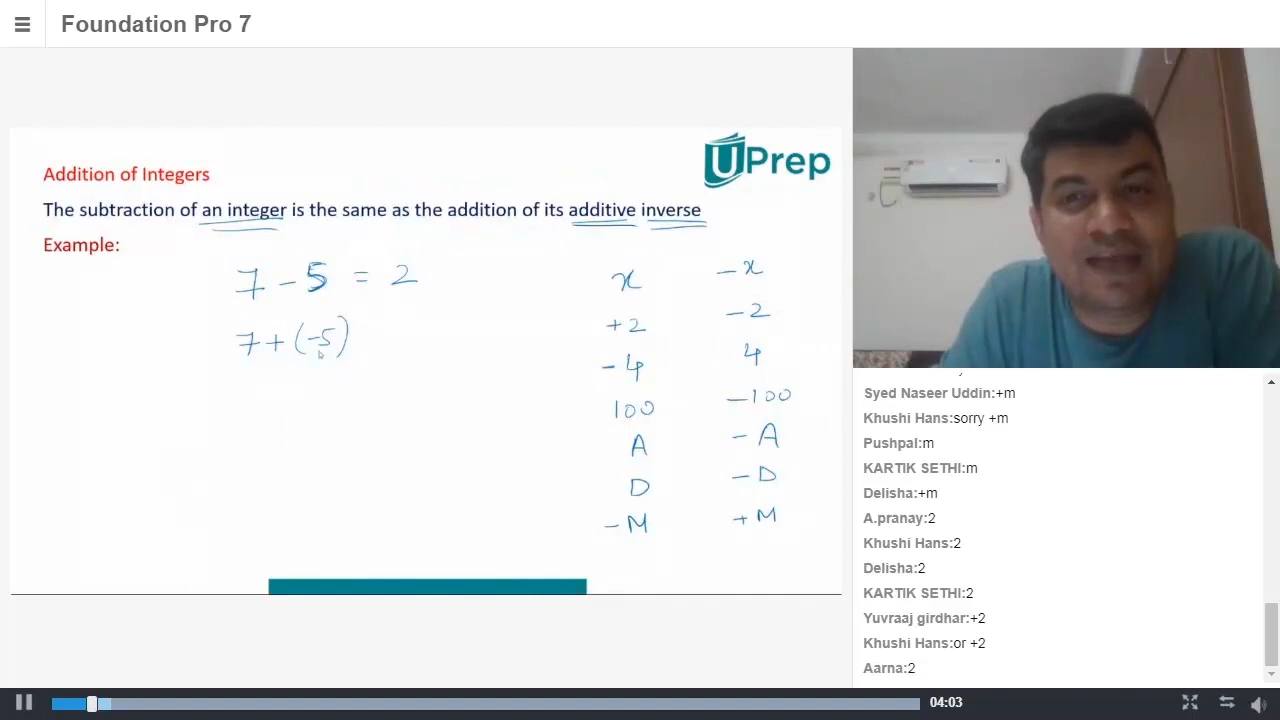 Foundation Pro 7
UPrep
Addition of Integers
The subtraction of an integer is the same as the addition of its additive inverse
Example:
7 - 5 = 2
7 + (-5)
x -x
+2 -2
-4 4
100 -100
A -A
D -D
-M +M
Syed Naseer Uddin:+m
Khushi Hans:sorry +m
Pushpal:m
KARTIK SETHI:m
Delisha:+m
A.pranay:2
Khushi Hans:2
Delisha:2
KARTIK SETHI:2
Yuvraaj girdhar:+2
Khushi Hans:or +2
Aarna:2
04:03